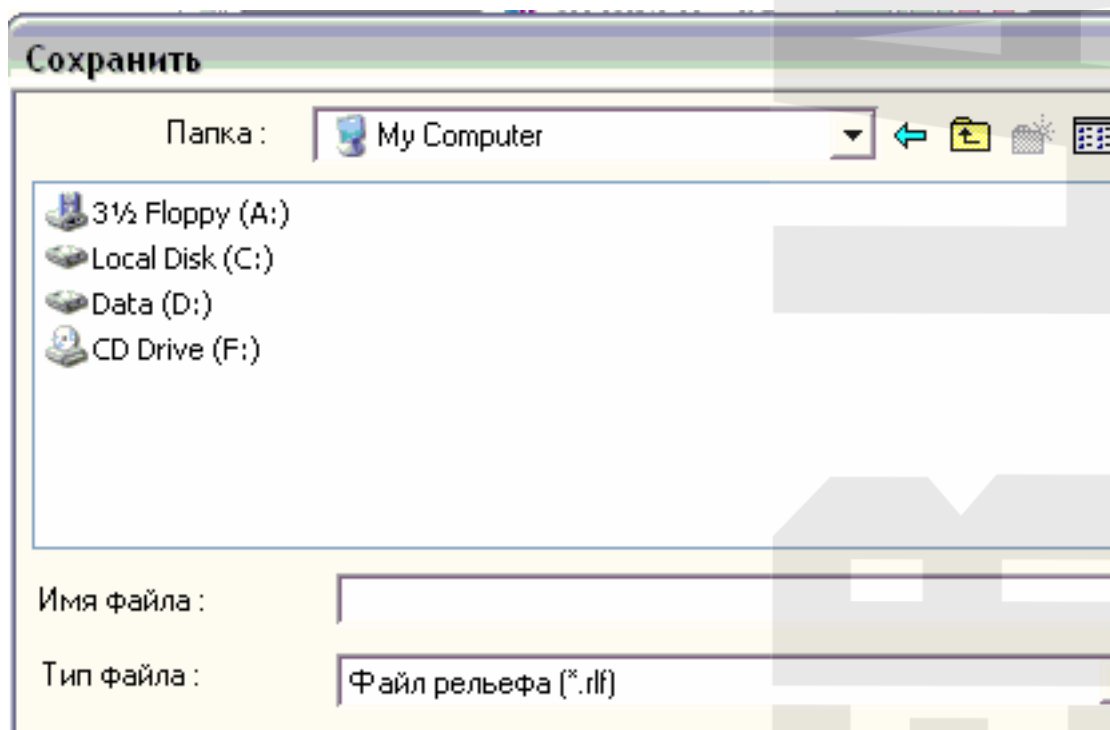 Сохранить
Папка : My Computer
3½ Floppy (A:)
Local Disk (C:)
Data (D:)
CD Drive (F:)
Имя файла :
Тип файла : Файл рельефа (*.rlf)